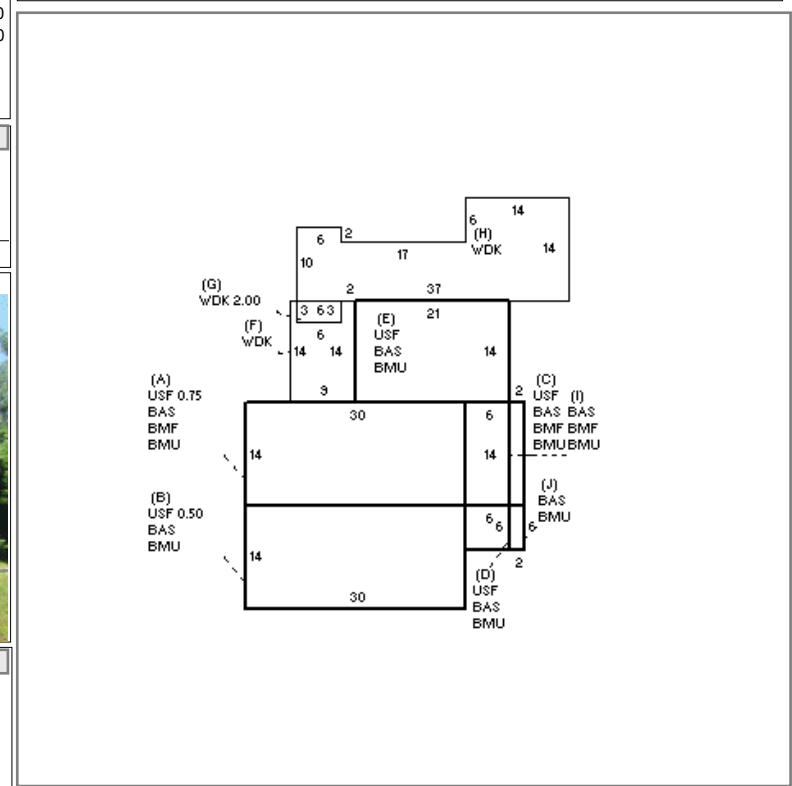 14
6
(H)
WDK
14
6
2
17
10
(G)
WDK 2.00
2
37
3 6 3
21
(F)
WDK
6
14
14
9
(E)
USF
BAS
BMU
14
(A)
USF 0.75
BAS
BMF
BMU
30
6
2
(C)
USF
BAS
BMF
BMU
(I)
BAS
BMF
BMU
14
14
(B)
USF 0.50
BAS
BMU
6
6
6
(J)
BAS
BMU
14
2
30
(D)
USF
BAS
BMU